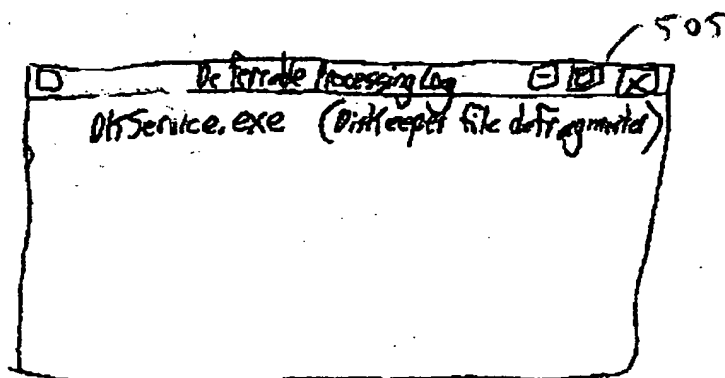 505
Deferrable Processing Log
DkService.exe (DisKeeper file defragmenter)